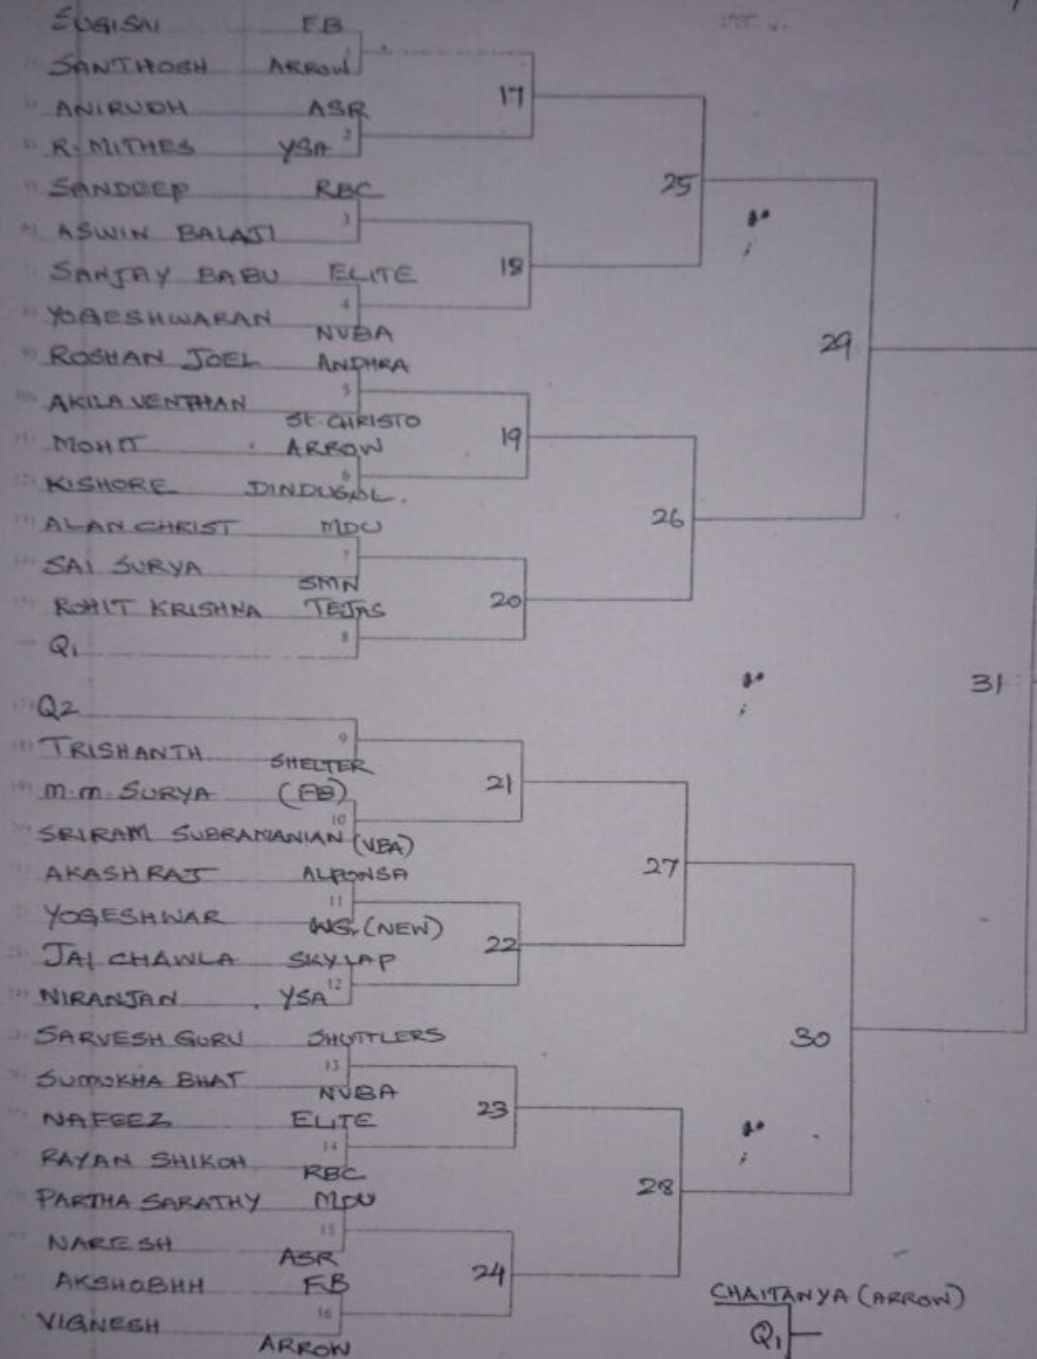 SUGISAI FB
SANTHOSH ARROW
1
17
ANIRUDH ASR
R. MITHES YSA
2
25
SANDEEP RBC
ASWIN BALAJI
3
18
SANJAY BABU ELITE
YOGESHWARAN NVBA
4
29
ROSHAN JOEL ANDHRA
AKILAVENTHAN ST. CHRISTO
5
19
MOHIT ARROW
KISHORE DINDUGAL.
6
26
ALAN CHRIST MDU
SAI SURYA SMN
7
20
ROHIT KRISHNA TEJAS
Q1
8
31
Q2
TRISHANTH SHELTER
9
21
M.M. SURYA (FB)
SRIRAM SUBRAMANIAN (VBA)
10
27
AKASH RAJ ALPONSA
YOGESHWAR WG. (NEW)
11
22
JAI CHAWLA SKYLAP
NIRANJAN YSA
12
30
SARVESH GURU SHUTTLERS
SUMUKHA BHAT NVBA
13
23
NAFEEZ ELITE
RAYAN SHIKOH RBC
14
28
PARTHA SARATHY MDU
NARESH ASR
15
24
AKSHOBHH FB
VIGNESH ARROW
16
CHAITANYA (ARROW)
Q1